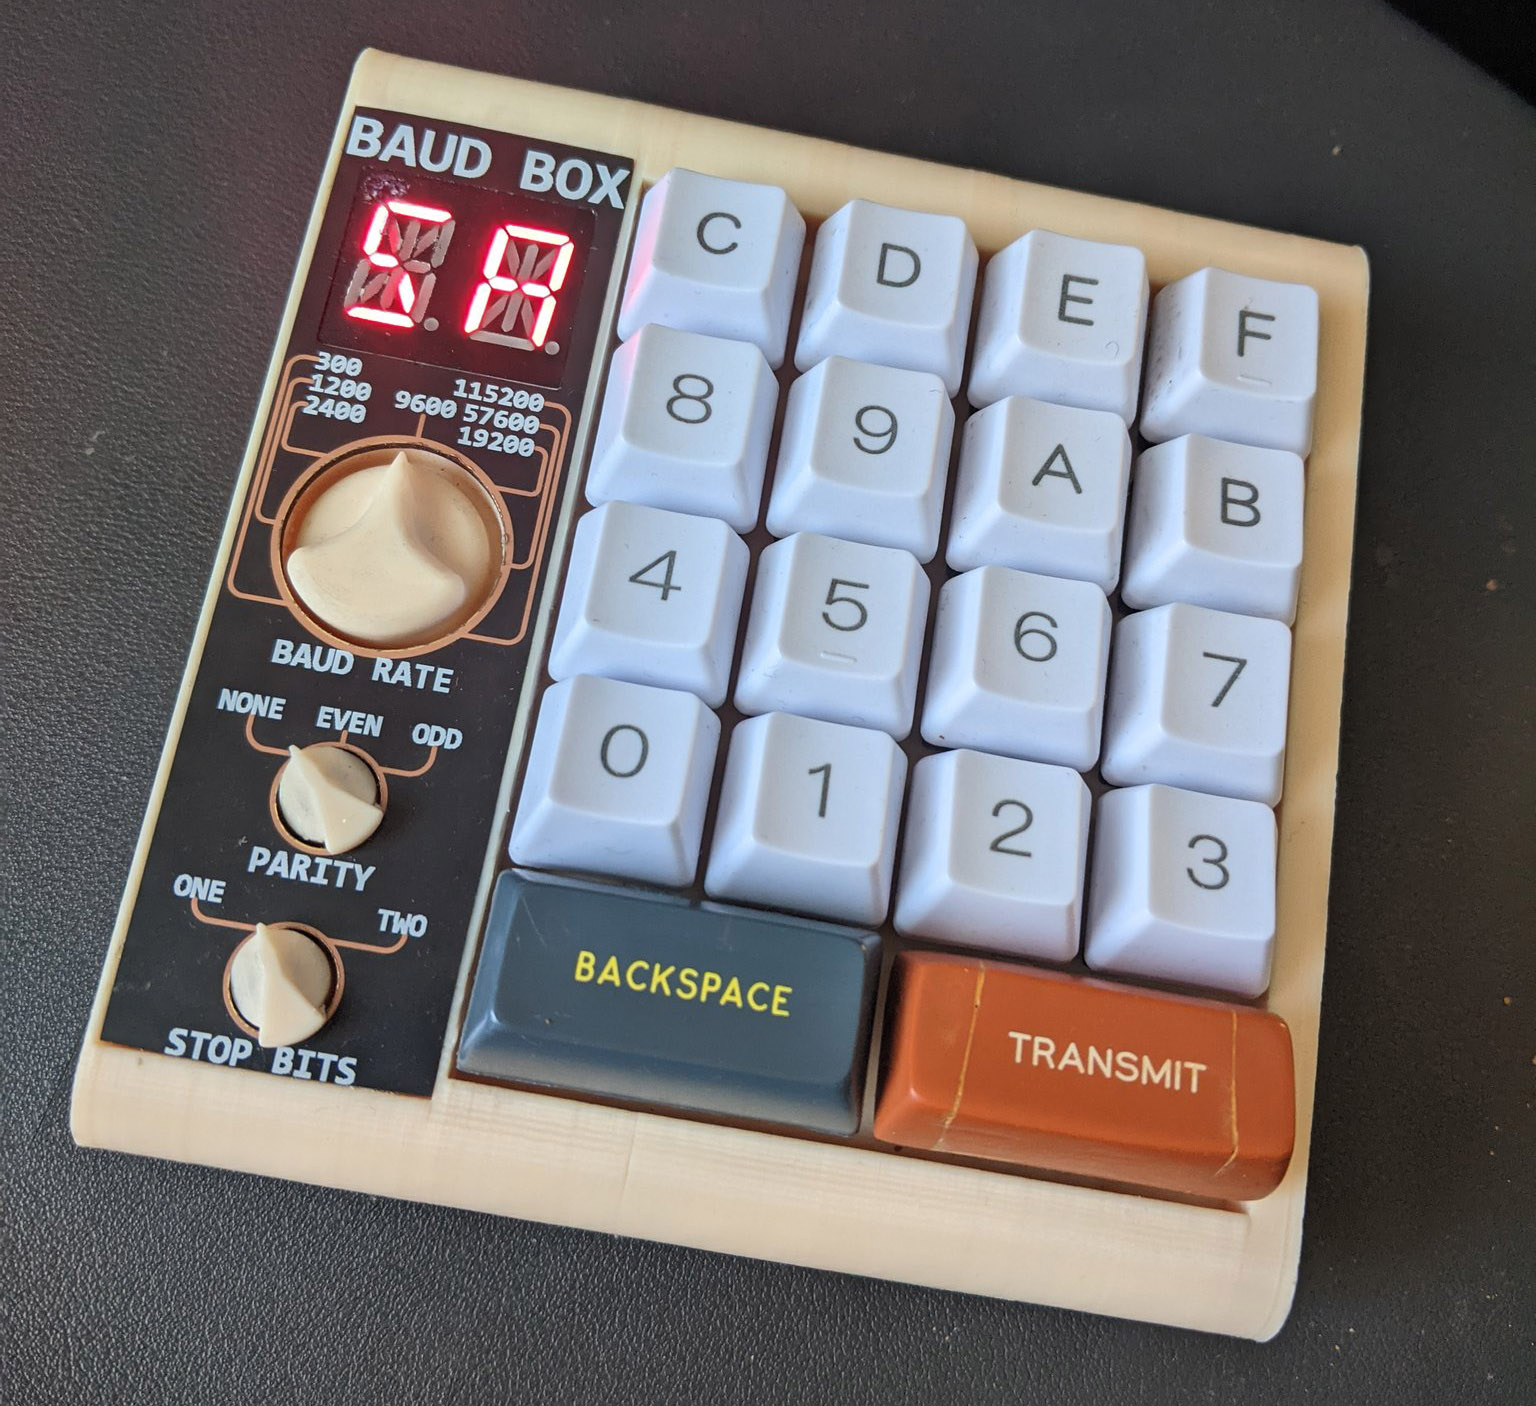 BAUD BOX
5A
300
1200
2400
9600
115200
57600
19200
BAUD RATE
NONE EVEN ODD
PARITY
ONE TWO
STOP BITS
C D E F
8 9 A B
4 5 6 7
0 1 2 3
BACKSPACE TRANSMIT